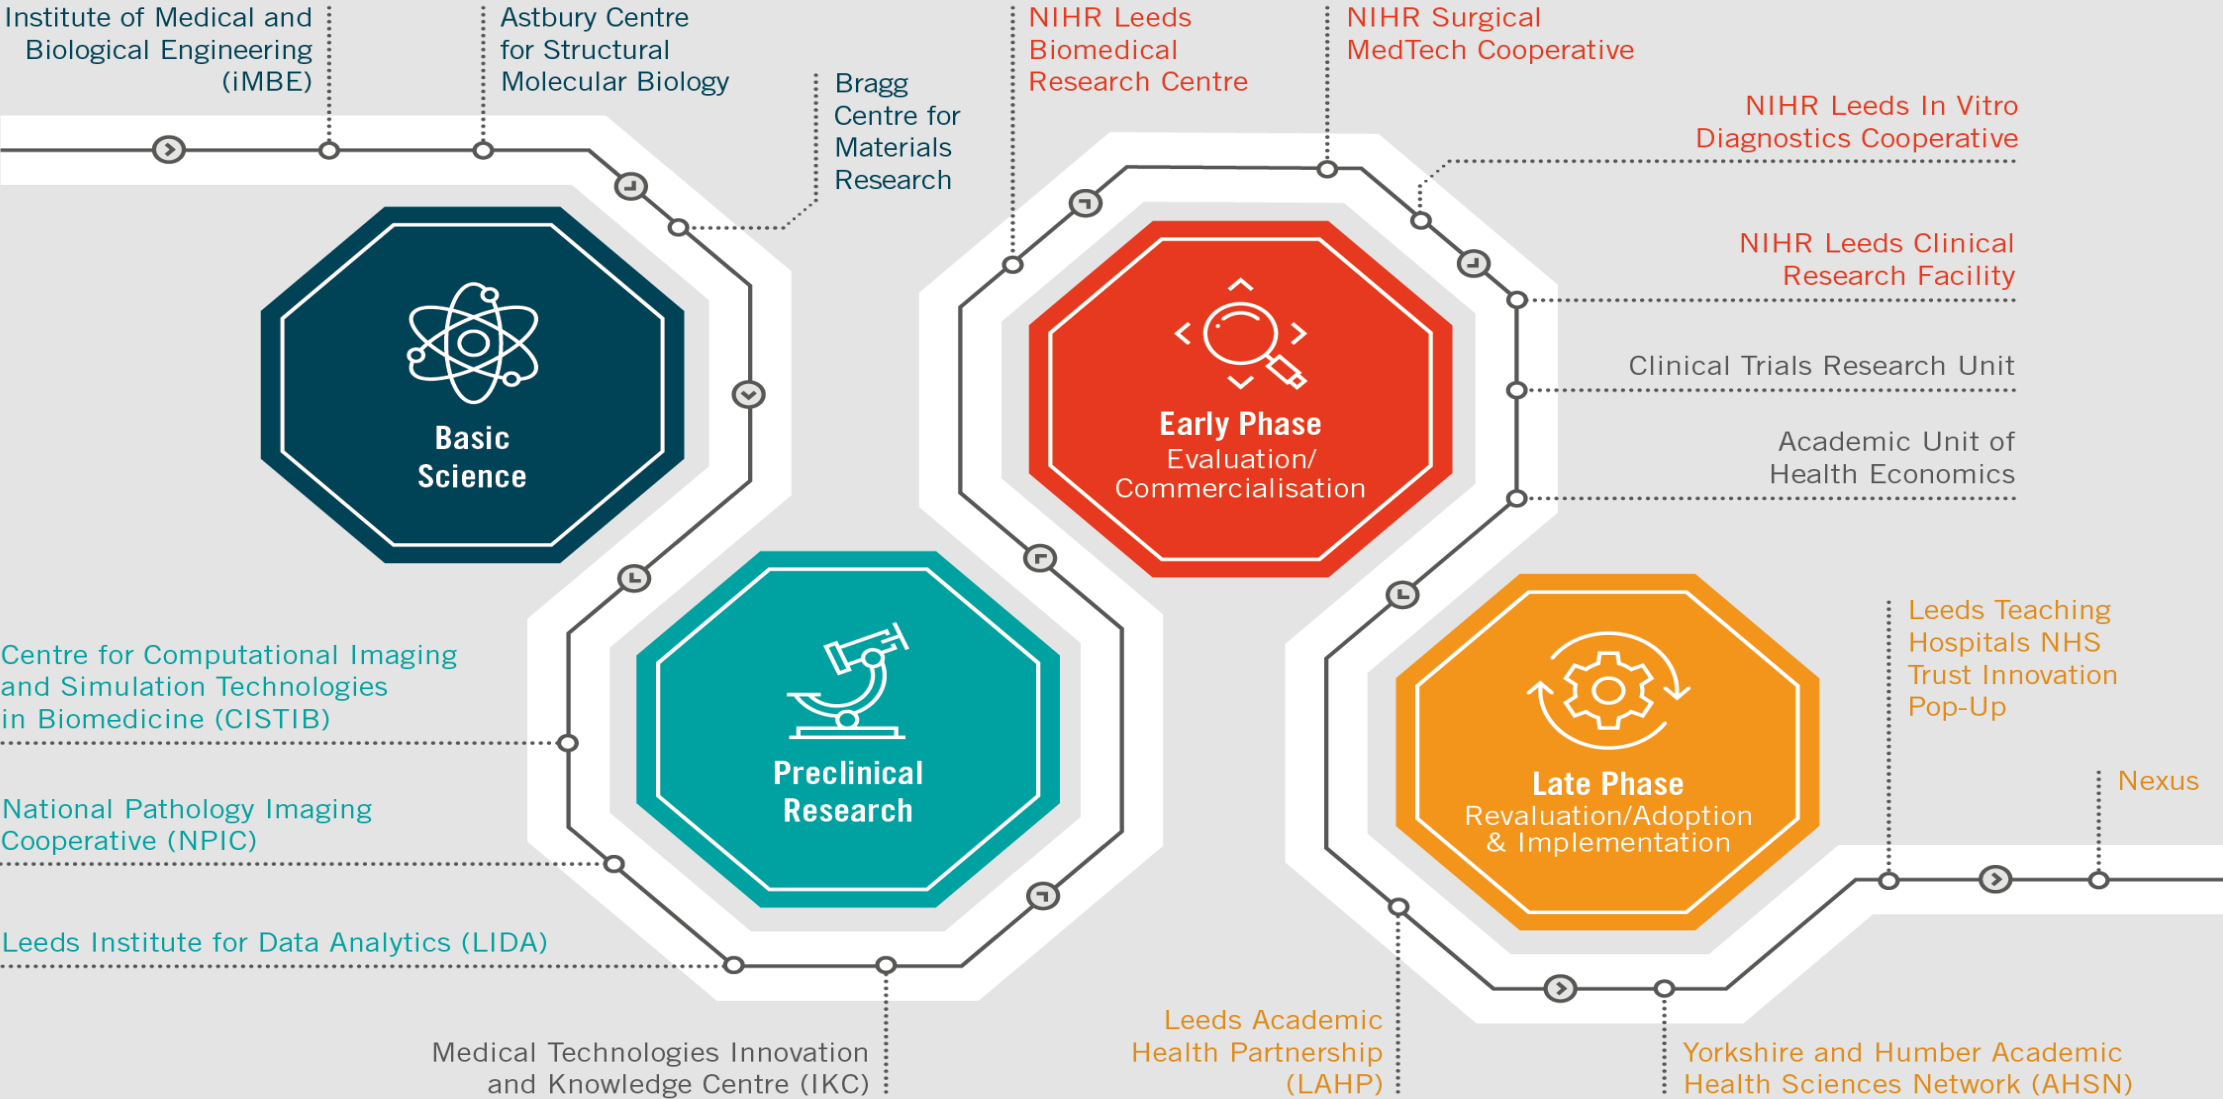 Institute of Medical and
Biological Engineering
(iMBE)
Astbury Centre
for Structural
Molecular Biology
Bragg
Centre for
Materials
Research
NIHR Leeds
Biomedical
Research Centre
NIHR Surgical
MedTech Cooperative
NIHR Leeds In Vitro
Diagnostics Cooperative
NIHR Leeds Clinical
Research Facility
Clinical Trials Research Unit
Academic Unit of
Health Economics
Basic
Science
Early Phase
Evaluation/
Commercialisation
Centre for Computational Imaging
and Simulation Technologies
in Biomedicine (CISTIB)
National Pathology Imaging
Cooperative (NPIC)
Leeds Institute for Data Analytics (LIDA)
Preclinical
Research
Late Phase
Revaluation/Adoption
& Implementation
Leeds Teaching
Hospitals NHS
Trust Innovation
Pop-Up
Nexus
Medical Technologies Innovation
and Knowledge Centre (IKC)
Leeds Academic
Health Partnership
(LAHP)
Yorkshire and Humber Academic
Health Sciences Network (AHSN)